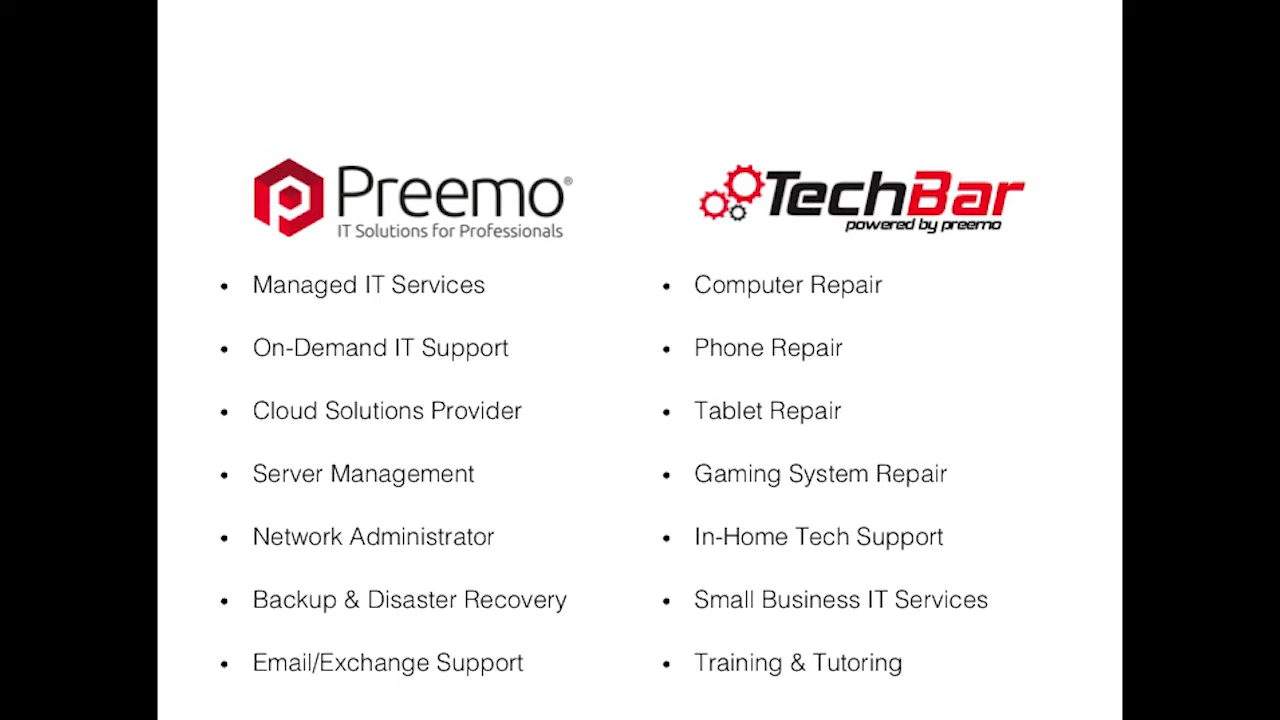 Preemo®
IT Solutions for Professionals
• Managed IT Services
• On-Demand IT Support
• Cloud Solutions Provider
• Server Management
• Network Administrator
• Backup & Disaster Recovery
• Email/Exchange Support
TechBar
powered by preemo
• Computer Repair
• Phone Repair
• Tablet Repair
• Gaming System Repair
• In-Home Tech Support
• Small Business IT Services
• Training & Tutoring